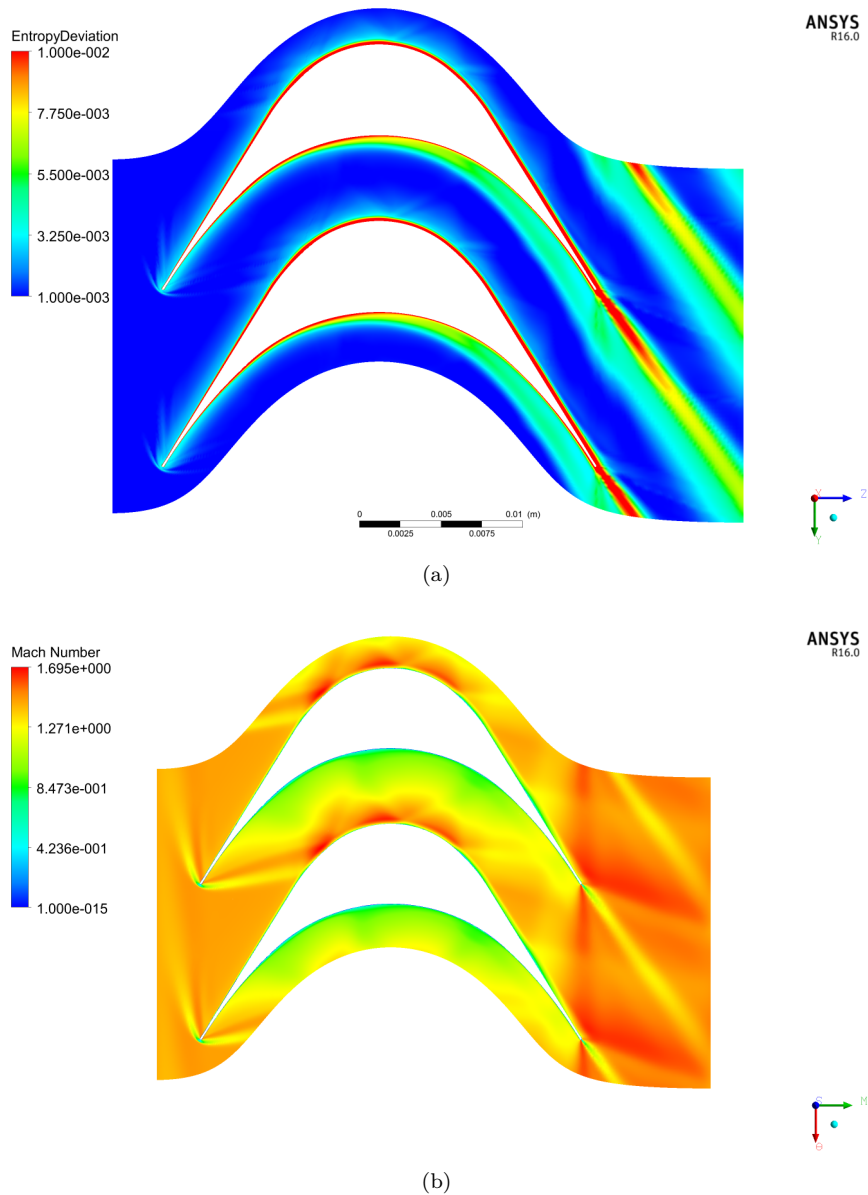 EntropyDeviation
1.000e-002
7.750e-003
5.500e-003
3.250e-003
1.000e-003
ANSYS
R16.0
0 0.005 0.01 (m)
0.0025 0.0075
X Z
Y
(a)
Mach Number
1.695e+000
1.271e+000
8.473e-001
4.236e-001
1.000e-015
ANSYS
R16.0
S M
Θ
(b)